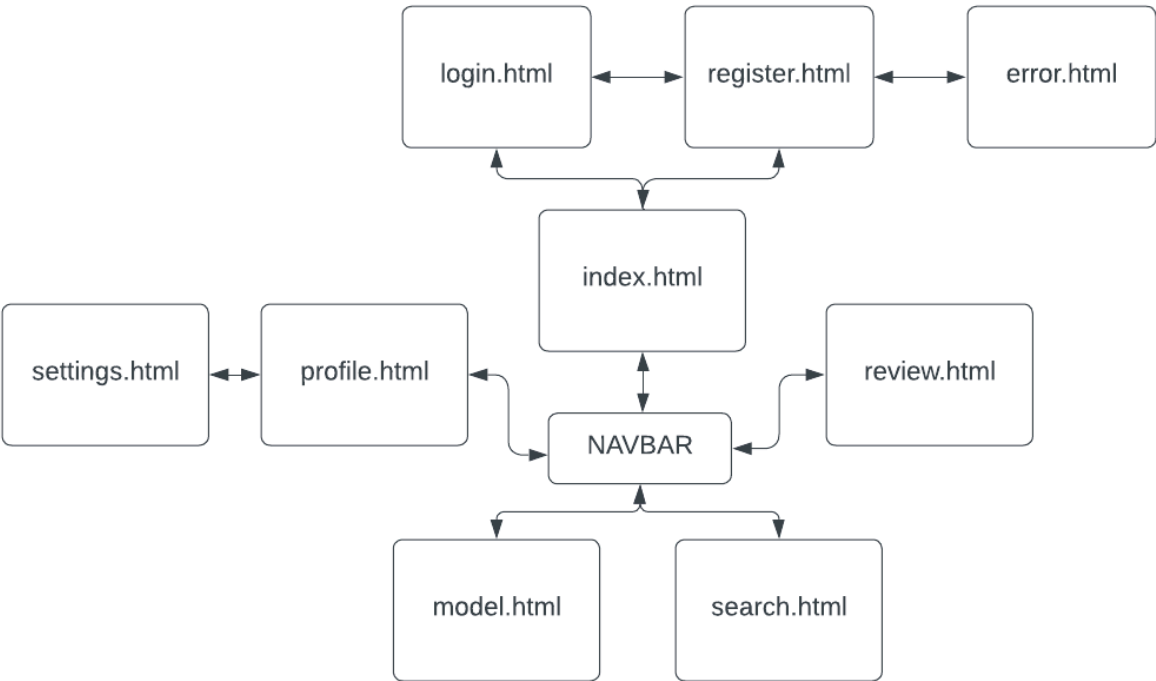 login.html
register.html
error.html
index.html
settings.html
profile.html
review.html
NAVBAR
model.html
search.html